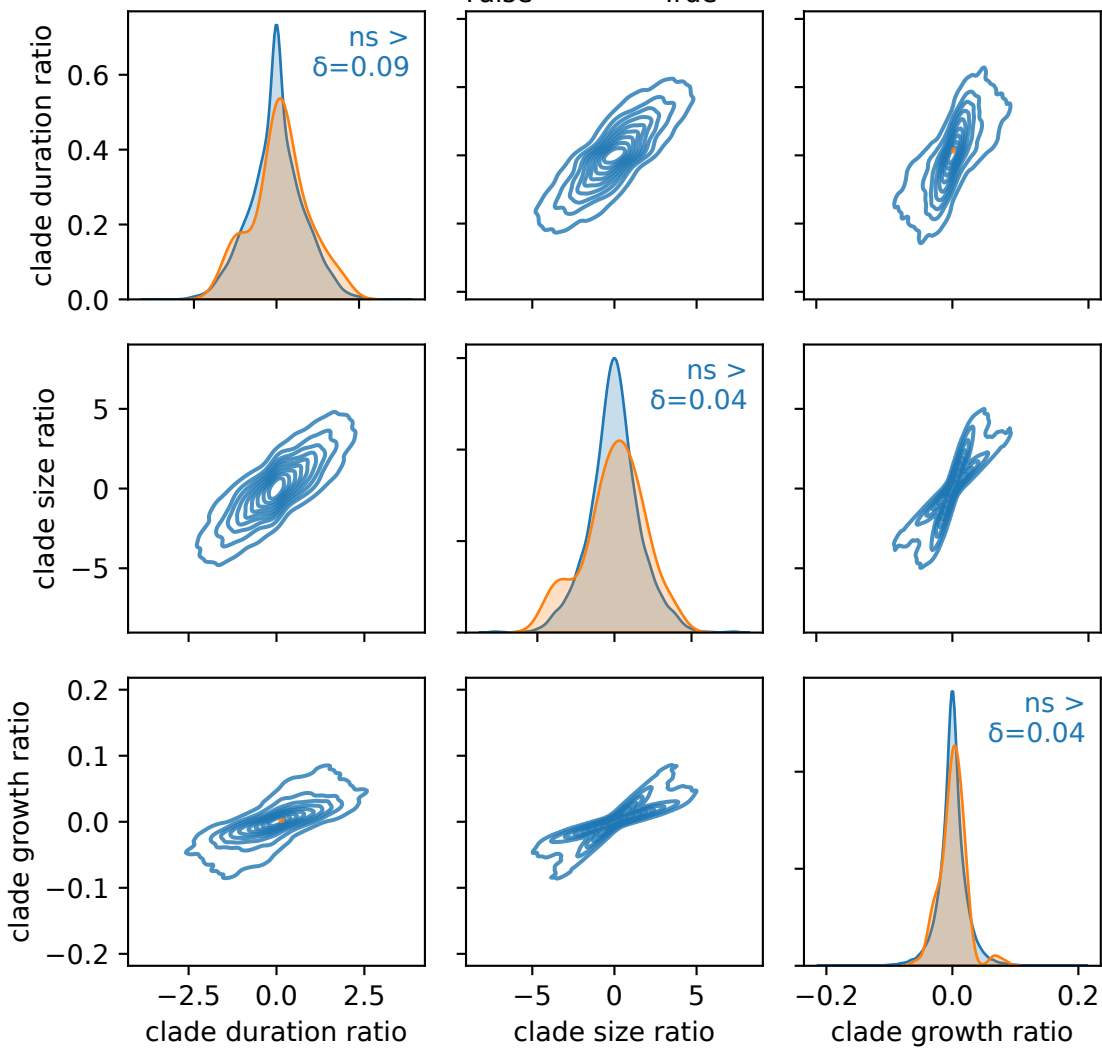 clade duration ratio
0.6
0.4
0.2
0.0
ns >
δ=0.09
clade size ratio
5
0
−5
ns >
δ=0.04
clade growth ratio
0.2
0.1
0.0
−0.1
−0.2
ns >
δ=0.04
−2.5 0.0 2.5
−5 0 5
−0.2 0.0 0.2
clade duration ratio
clade size ratio
clade growth ratio